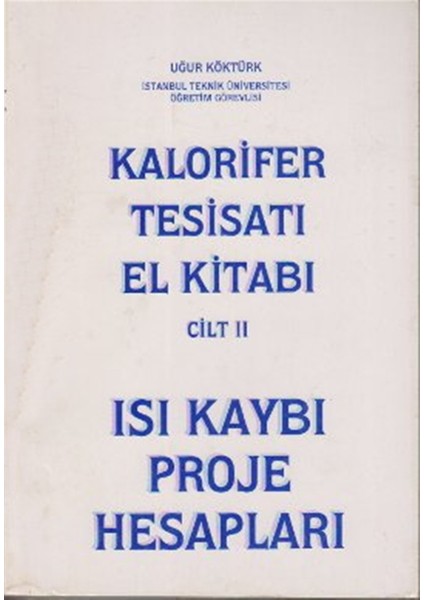 UĞUR KÖKTÜRK
İSTANBUL TEKNİK ÜNİVERSİTESİ
ÖĞRETİM GÖREVLİSİ
KALORİFER
TESİSATI
EL KİTABI
CİLT II
ISI KAYBI
PROJE
HESAPLARI